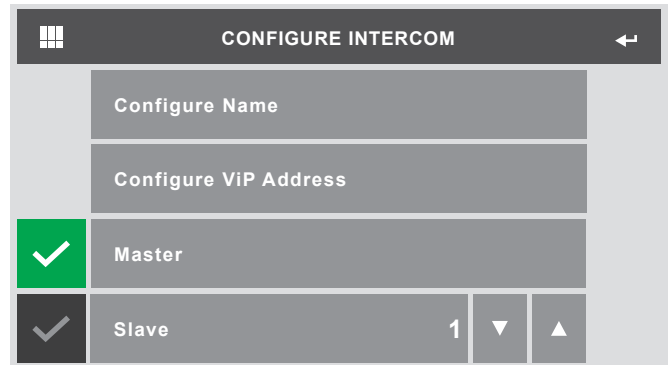 CONFIGURE INTERCOM
Configure Name
Configure ViP Address
Master
Slave 1